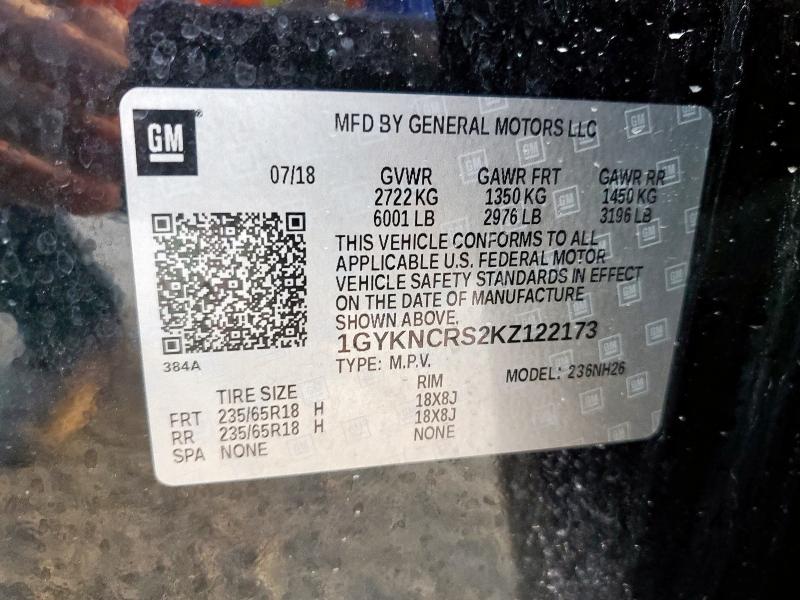 GM
MFD BY GENERAL MOTORS LLC
07/18 GVWR GAWR FRT GAWR RR
2722 KG 1350 KG 1450 KG
6001 LB 2976 LB 3196 LB
THIS VEHICLE CONFORMS TO ALL
APPLICABLE U.S. FEDERAL MOTOR
VEHICLE SAFETY STANDARDS IN EFFECT
ON THE DATE OF MANUFACTURE
SHOWN ABOVE.
1GYKNCRS2KZ122173
384A
TYPE: M.P.V. MODEL: 236NH26
TIRE SIZE RIM
FRT 235/65R18 H 18X8J
RR 235/65R18 H 18X8J
SPA NONE NONE